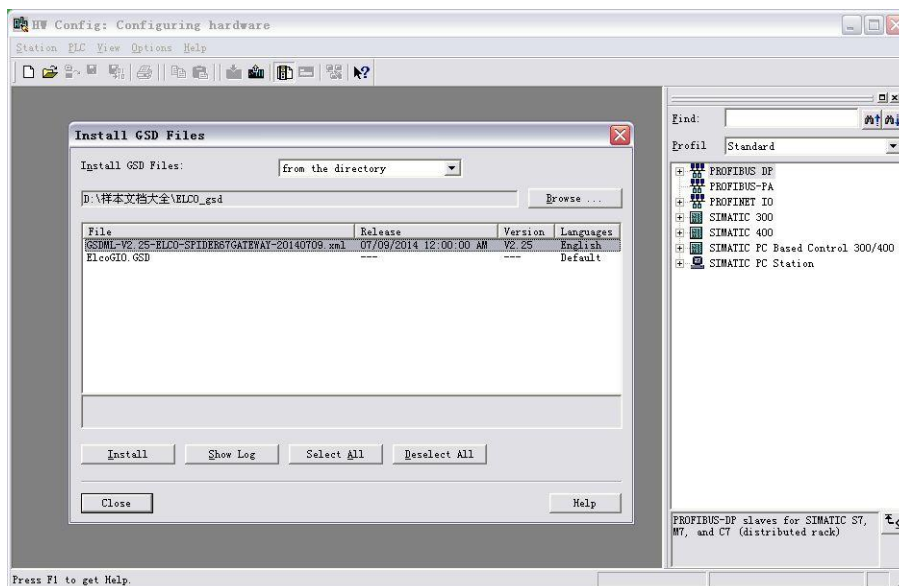 HW Config: Configuring hardware
Station PLC View Options Help
Install GSD Files
Install GSD Files: from the directory
D:\样本文档大全\ELCO_gsd Browse ...
File Release Version Languages
GSDML-V2.25-ELCO-SPIDER67GATEWAY-20140709.xml 07/09/2014 12:00:00 AM V2.25 English
ElcoGIO.GSD --- --- Default
Install Show Log Select All Deselect All
Close Help
Find:
Profil Standard
PROFIBUS DP
PROFIBUS-PA
PROFINET IO
SIMATIC 300
SIMATIC 400
SIMATIC PC Based Control 300/400
SIMATIC PC Station
PROFIBUS-DP slaves for SIMATIC S7,
M7, and C7 (distributed rack)
Press F1 to get Help.